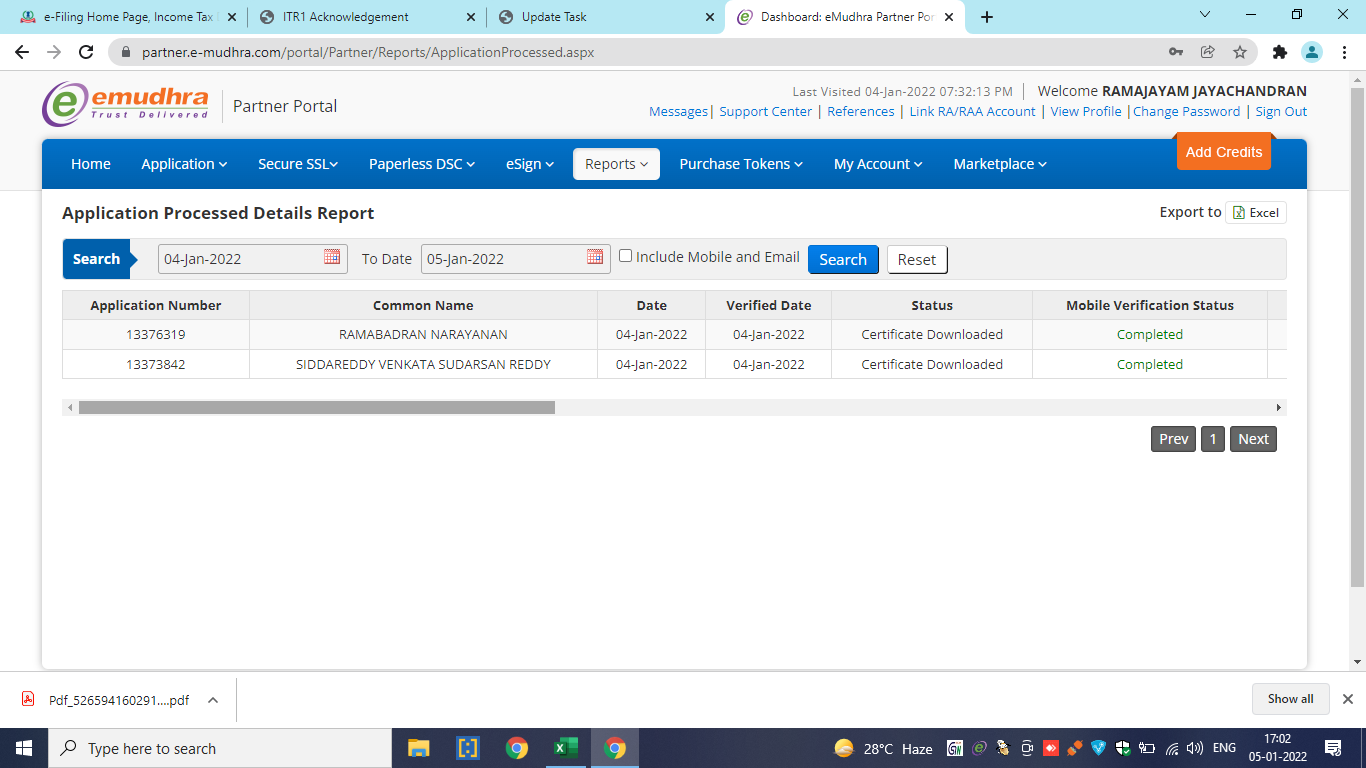 e-Filing Home Page, Income Tax
ITR1 Acknowledgement
Update Task
Dashboard: eMudhra Partner Por
partner.e-mudhra.com/portal/Partner/Reports/ApplicationProcessed.aspx
emudhra
Trust Delivered
Partner Portal
Last Visited 04-Jan-2022 07:32:13 PM | Welcome RAMAJAYAM JAYACHANDRAN
Messages| Support Center | References | Link RA/RAA Account | View Profile |Change Password | Sign Out
Home Application Secure SSL Paperless DSC eSign Reports Purchase Tokens My Account Marketplace Add Credits
Application Processed Details Report
Export to Excel
Search 04-Jan-2022 To Date 05-Jan-2022 Include Mobile and Email Search Reset
Application Number Common Name Date Verified Date Status Mobile Verification Status
13376319 RAMABADRAN NARAYANAN 04-Jan-2022 04-Jan-2022 Certificate Downloaded Completed
13373842 SIDDAREDDY VENKATA SUDARSAN REDDY 04-Jan-2022 04-Jan-2022 Certificate Downloaded Completed
Prev 1 Next
Pdf_526594160291....pdf
Show all
Type here to search
28°C Haze
ENG
17:02
05-01-2022